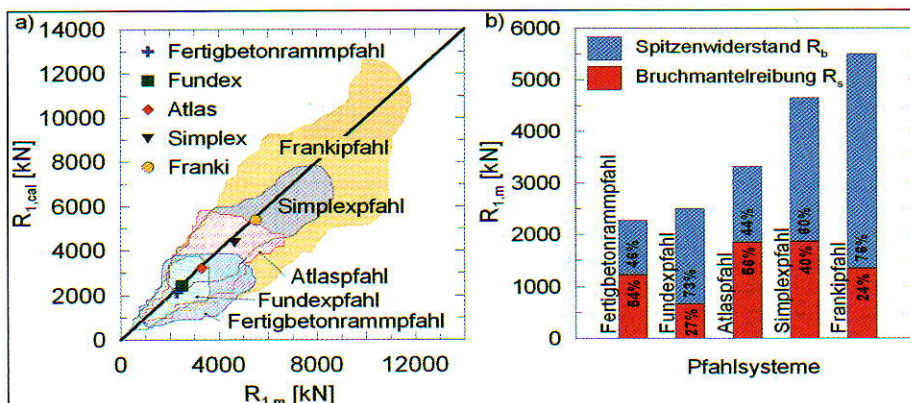 a)
14000
12000
10000
8000
6000
4000
2000
0
R1,cal [kN]
Fertigbetonrammpfahl
Fundex
Atlas
Simplex
Franki
Frankipfahl
Simplexpfahl
Atlaspfahl
Fundexpfahl
Fertigbetonrammpfahl
0 4000 8000 12000
R1,m [kN]
b)
6000
5000
4000
3000
2000
1000
0
R1,m [kN]
Spitzenwiderstand Rb
Bruchmantelreibung Rs
Fertigbetonrammpfahl
46%
54%
Fundexpfahl
73%
27%
Atlaspfahl
44%
56%
Simplexpfahl
60%
40%
Frankipfahl
76%
24%
Pfahlsysteme